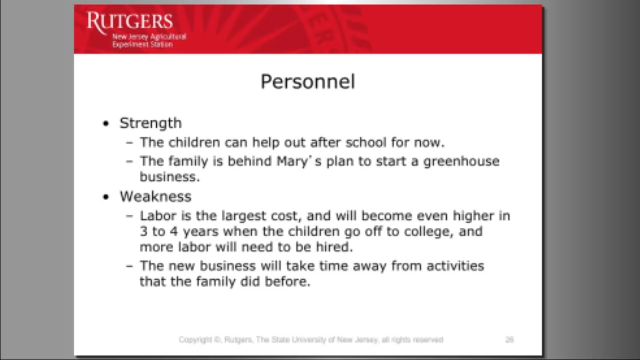 RUTGERS
New Jersey Agricultural
Experiment Station
Personnel
• Strength
– The children can help out after school for now.
– The family is behind Mary's plan to start a greenhouse
business.
• Weakness
– Labor is the largest cost, and will become even higher in
3 to 4 years when the children go off to college, and
more labor will need to be hired.
– The new business will take time away from activities
that the family did before.
Copyright ©, Rutgers, The State University of New Jersey, all rights reserved 26